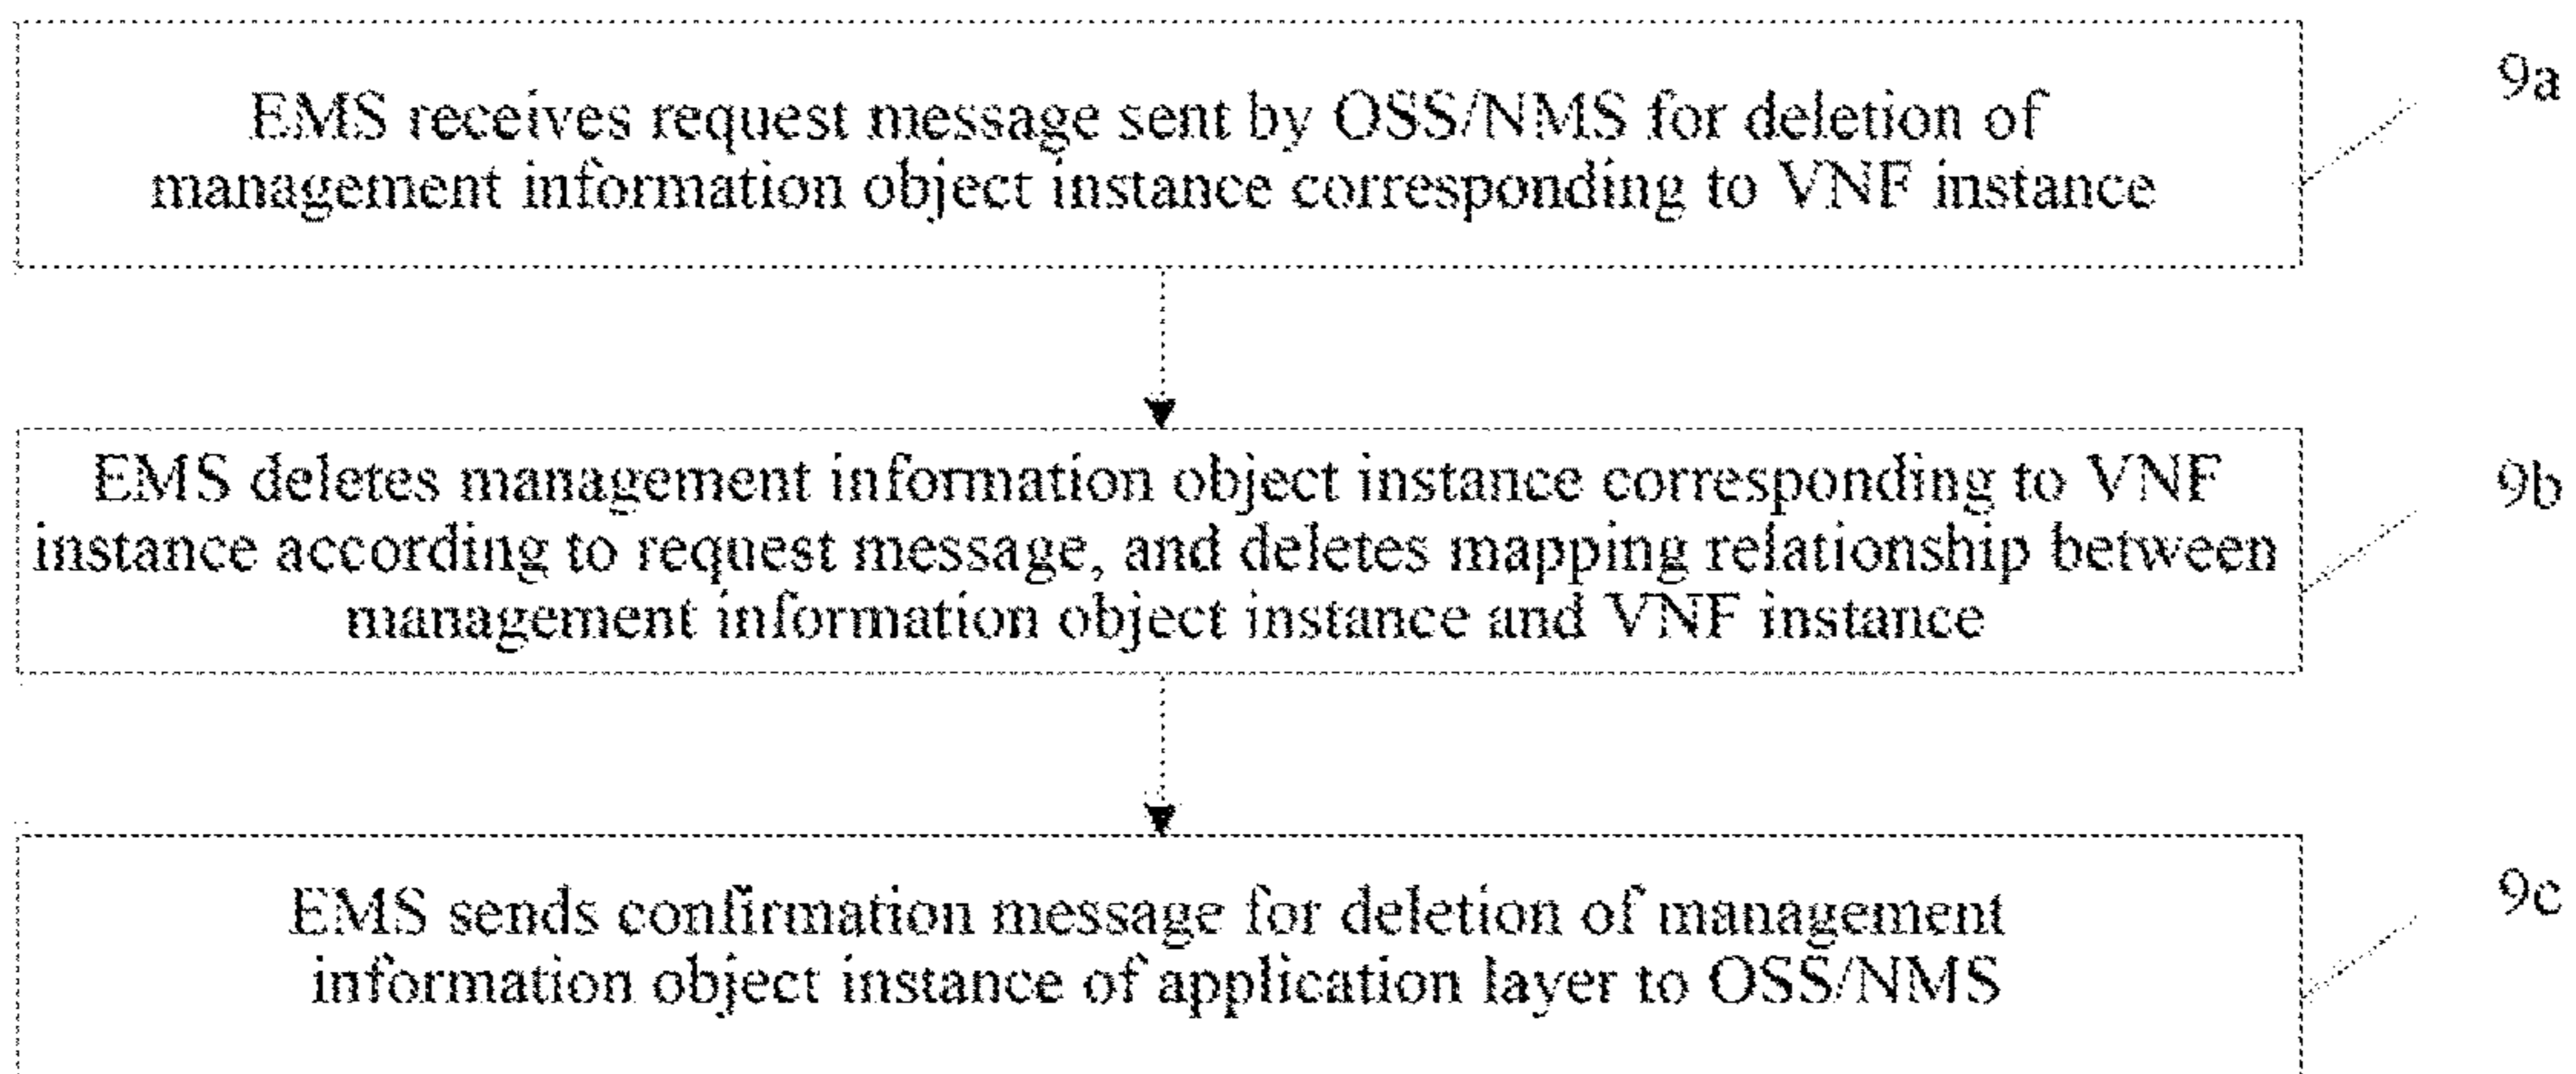 EMS receives request message sent by OSS/NMS for deletion of
management information object instance corresponding to VNF instance
9a
EMS deletes management information object instance corresponding to VNF
instance according to request message, and deletes mapping relationship between
management information object instance and VNF instance
9b
EMS sends confirmation message for deletion of management
information object instance of application layer to OSS/NMS
9c